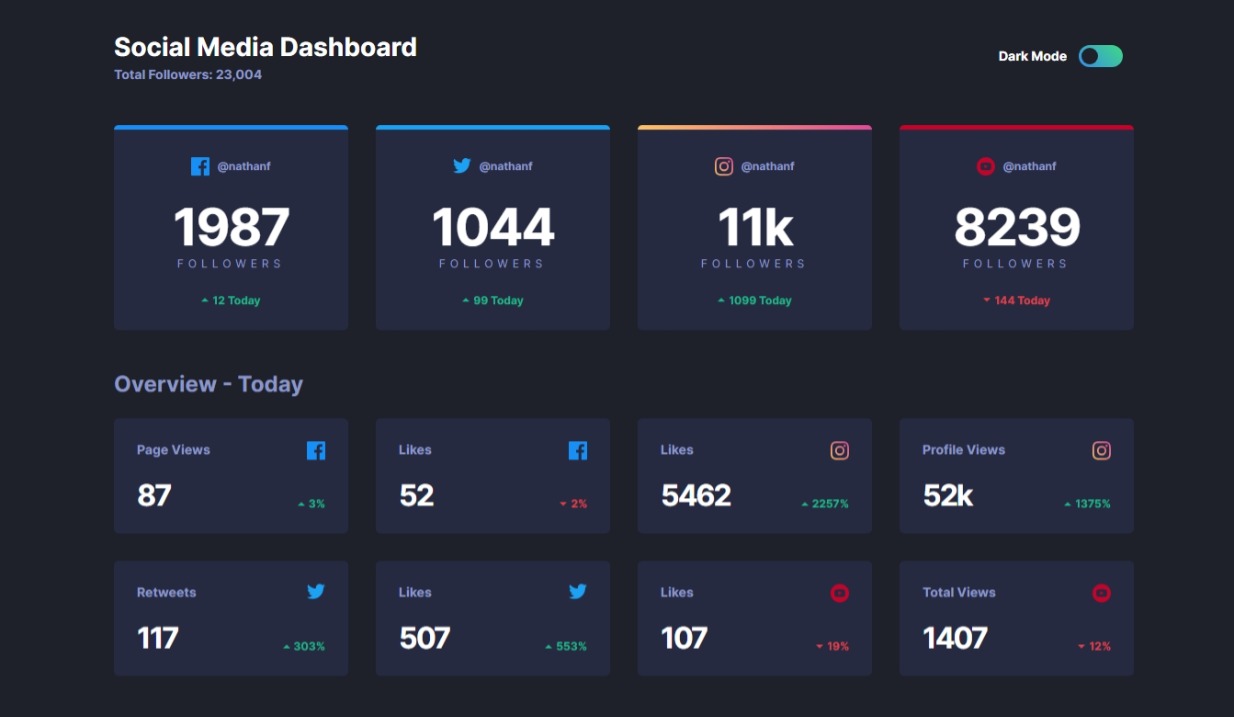 Social Media Dashboard
Total Followers: 23,004
Dark Mode
@nathanf
1987
FOLLOWERS
12 Today
@nathanf
1044
FOLLOWERS
99 Today
@nathanf
11k
FOLLOWERS
1099 Today
@nathanf
8239
FOLLOWERS
144 Today
Overview - Today
Page Views
87
3%
Likes
52
2%
Likes
5462
2257%
Profile Views
52k
1375%
Retweets
117
303%
Likes
507
553%
Likes
107
19%
Total Views
1407
12%